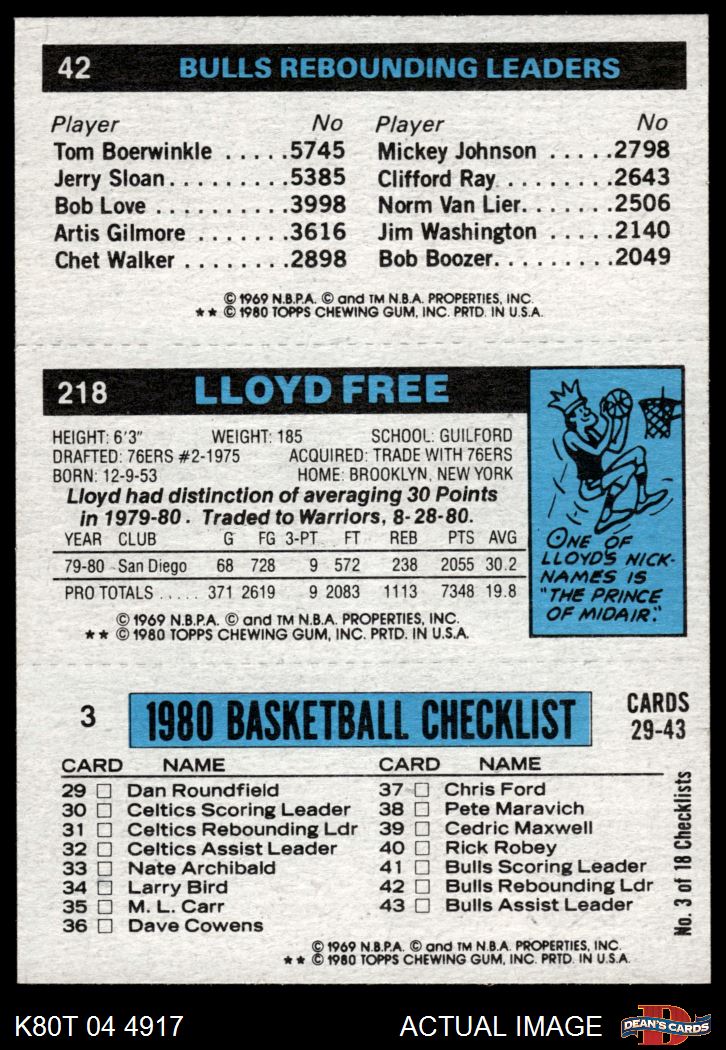 42 BULLS REBOUNDING LEADERS
Player No Player No
Tom Boerwinkle .....5745 Mickey Johnson .....2798
Jerry Sloan.........5385 Clifford Ray ........2643
Bob Love ..........3998 Norm Van Lier.......2506
Artis Gilmore .......3616 Jim Washington .....2140
Chet Walker ........2898 Bob Boozer.........2049
© 1969 N.B.P.A. © and TM N.B.A. PROPERTIES, INC.
** © 1980 TOPPS CHEWING GUM, INC. PRTD. IN U.S.A.
218 LLOYD FREE
HEIGHT: 6'3" WEIGHT: 185 SCHOOL: GUILFORD
DRAFTED: 76ERS #2-1975 ACQUIRED: TRADE WITH 76ERS
BORN: 12-9-53 HOME: BROOKLYN, NEW YORK
Lloyd had distinction of averaging 30 Points
in 1979-80. Traded to Warriors, 8-28-80.
YEAR CLUB G FG 3-PT FT REB PTS AVG
79-80 San Diego 68 728 9 572 238 2055 30.2
PRO TOTALS ..... 371 2619 9 2083 1113 7348 19.8
© 1969 N.B.P.A. © and TM N.B.A. PROPERTIES, INC.
** © 1980 TOPPS CHEWING GUM, INC. PRTD. IN U.S.A.
ONE OF
LLOYD'S NICK-
NAMES IS
"THE PRINCE
OF MIDAIR."
3 1980 BASKETBALL CHECKLIST CARDS
29-43
CARD NAME CARD NAME
29 □ Dan Roundfield 37 □ Chris Ford
30 □ Celtics Scoring Leader 38 □ Pete Maravich
31 □ Celtics Rebounding Ldr 39 □ Cedric Maxwell
32 □ Celtics Assist Leader 40 □ Rick Robey
33 □ Nate Archibald 41 □ Bulls Scoring Leader
34 □ Larry Bird 42 □ Bulls Rebounding Ldr
35 □ M. L. Carr 43 □ Bulls Assist Leader
36 □ Dave Cowens
No. 3 of 18 Checklists
© 1969 N.B.P.A. © and TM N.B.A. PROPERTIES, INC.
** © 1980 TOPPS CHEWING GUM, INC. PRTD. IN U.S.A.
K80T 04 4917 ACTUAL IMAGE D DEAN'S CARDS